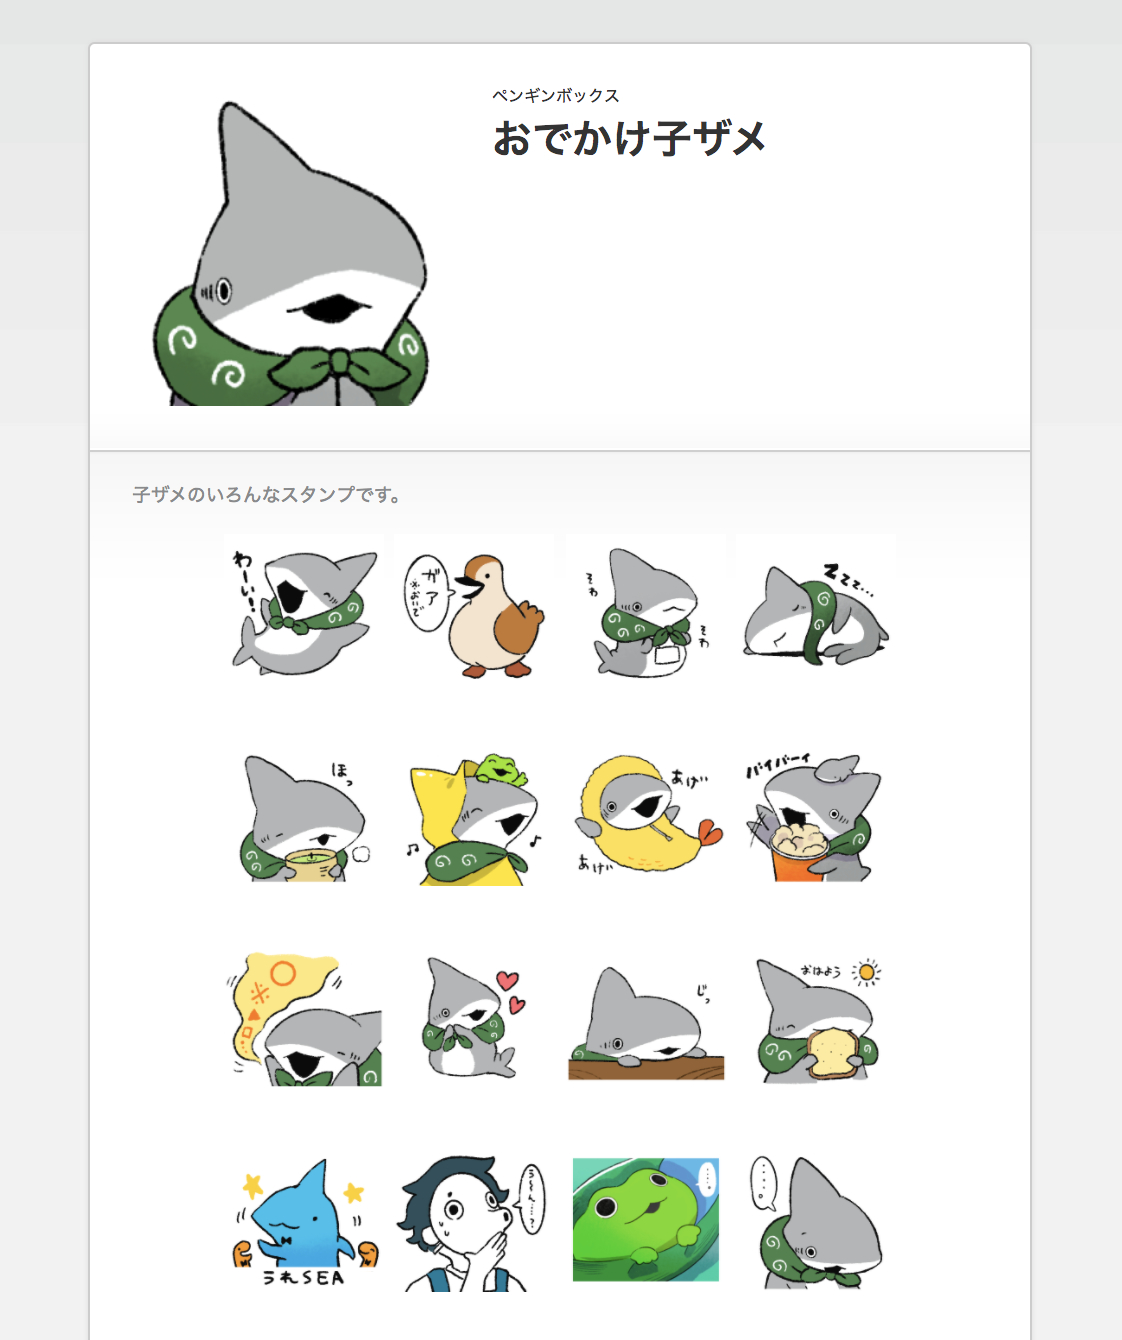 ペンギンボックス
おでかけ子ザメ
子ザメのいろんなスタンプです。
わーい!
ガァ
※おいで
そわ
そわ
zzz...
ほっ
♪
♪
あげぃ
あげぃ
バイバーイ
じっ
おはよう
うれSEA
う〜ん…?
…。
….。